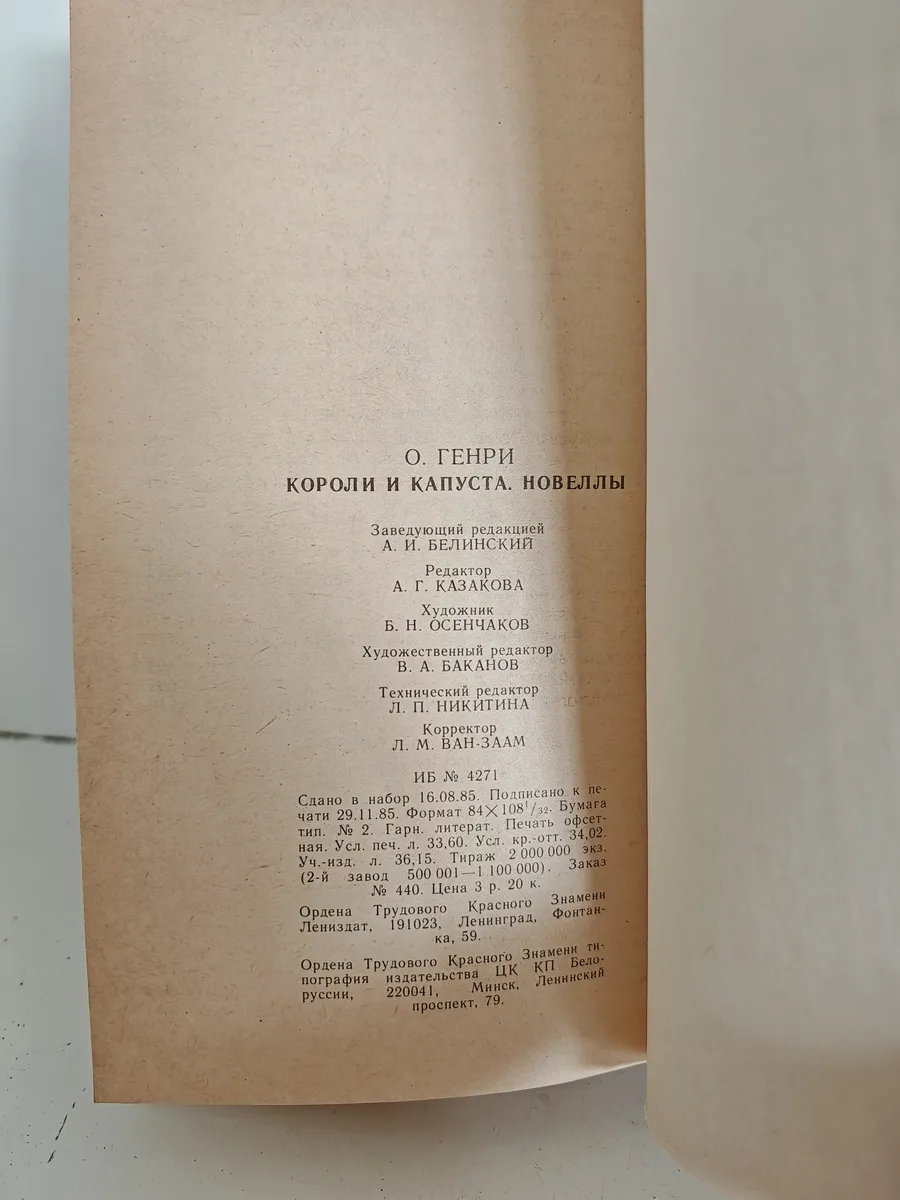 О. ГЕНРИ
КОРОЛИ И КАПУСТА. НОВЕЛЛЫ
Заведующий редакцией
А. И. БЕЛИНСКИЙ
Редактор
А. Г. КАЗАКОВА
Художник
Б. Н. ОСЕНЧАКОВ
Художественный редактор
В. А. БАКАНОВ
Технический редактор
Л. П. НИКИТИНА
Корректор
Л. М. ВАН-ЗААМ
ИБ № 4271
Сдано в набор 16.08.85. Подписано к пе-
чати 29.11.85. Формат 84×108¹/₃₂. Бумага
тип. № 2. Гарн. литерат. Печать офсет-
ная. Усл. печ. л. 33,60. Усл. кр.-отт. 34,02.
Уч.-изд. л. 36,15. Тираж 2 000 000 экз.
(2-й завод 500 001—1 100 000). Заказ
№ 440. Цена 3 р. 20 к.
Ордена Трудового Красного Знамени
Лениздат, 191023, Ленинград, Фонтан-
ка, 59.
Ордена Трудового Красного Знамени ти-
пография издательства ЦК КП Бело-
руссии, 220041, Минск, Ленинский
проспект, 79.